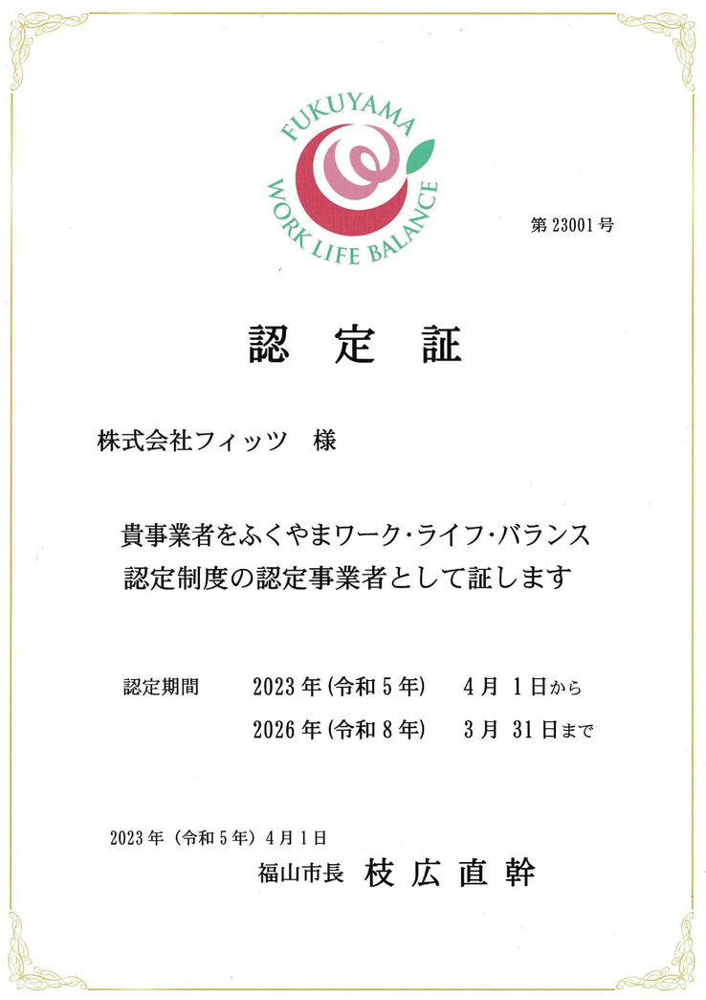 FUKUYAMA
WORK LIFE BALANCE
第 23001 号
認 定 証
株式会社フィッツ 様
貴事業者をふくやまワーク・ライフ・バランス
認定制度の認定事業者として証します
認定期間 2023 年 (令和 5 年) 4 月 1 日から
2026 年 (令和 8 年) 3 月 31 日まで
2023 年（令和 5 年）4 月 1 日
福山市長 枝 広 直 幹